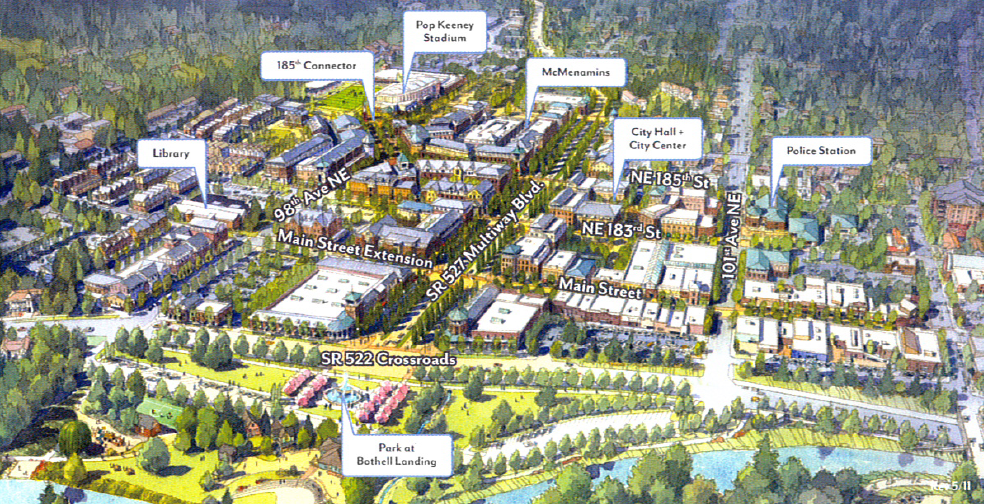 Pop Keeney
Stadium
185th Connector
McMenamins
Library
City Hall +
City Center
Police Station
NE 185th St
98th Ave NE
NE 183rd St
101st Ave NE
Main Street Extension
SR 527 Multiway Blvd.
Main Street
SR 522 Crossroads
Park at
Bothell Landing
5/11